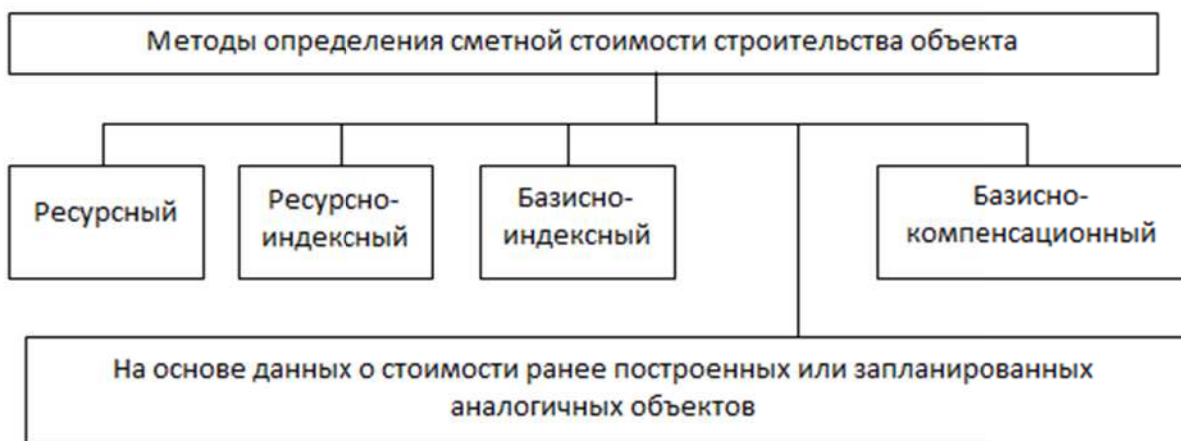 Методы определения сметной стоимости строительства объекта
Ресурсный
Ресурсно-
индексный
Базисно-
индексный
Базисно-
компенсационный
На основе данных о стоимости ранее построенных или запланированных
аналогичных объектов